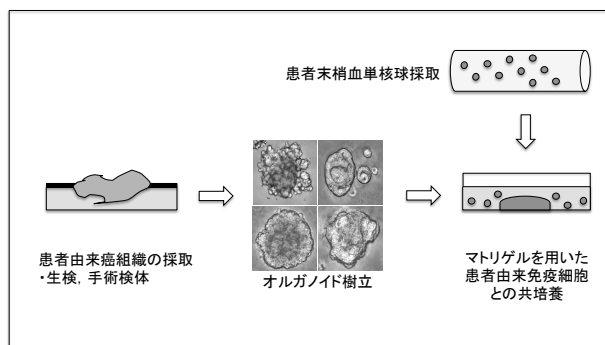 患者末梢血単核球採取
患者由来癌組織の採取
・生検，手術検体
オルガノイド樹立
マトリゲルを用いた
患者由来免疫細胞
との共培養